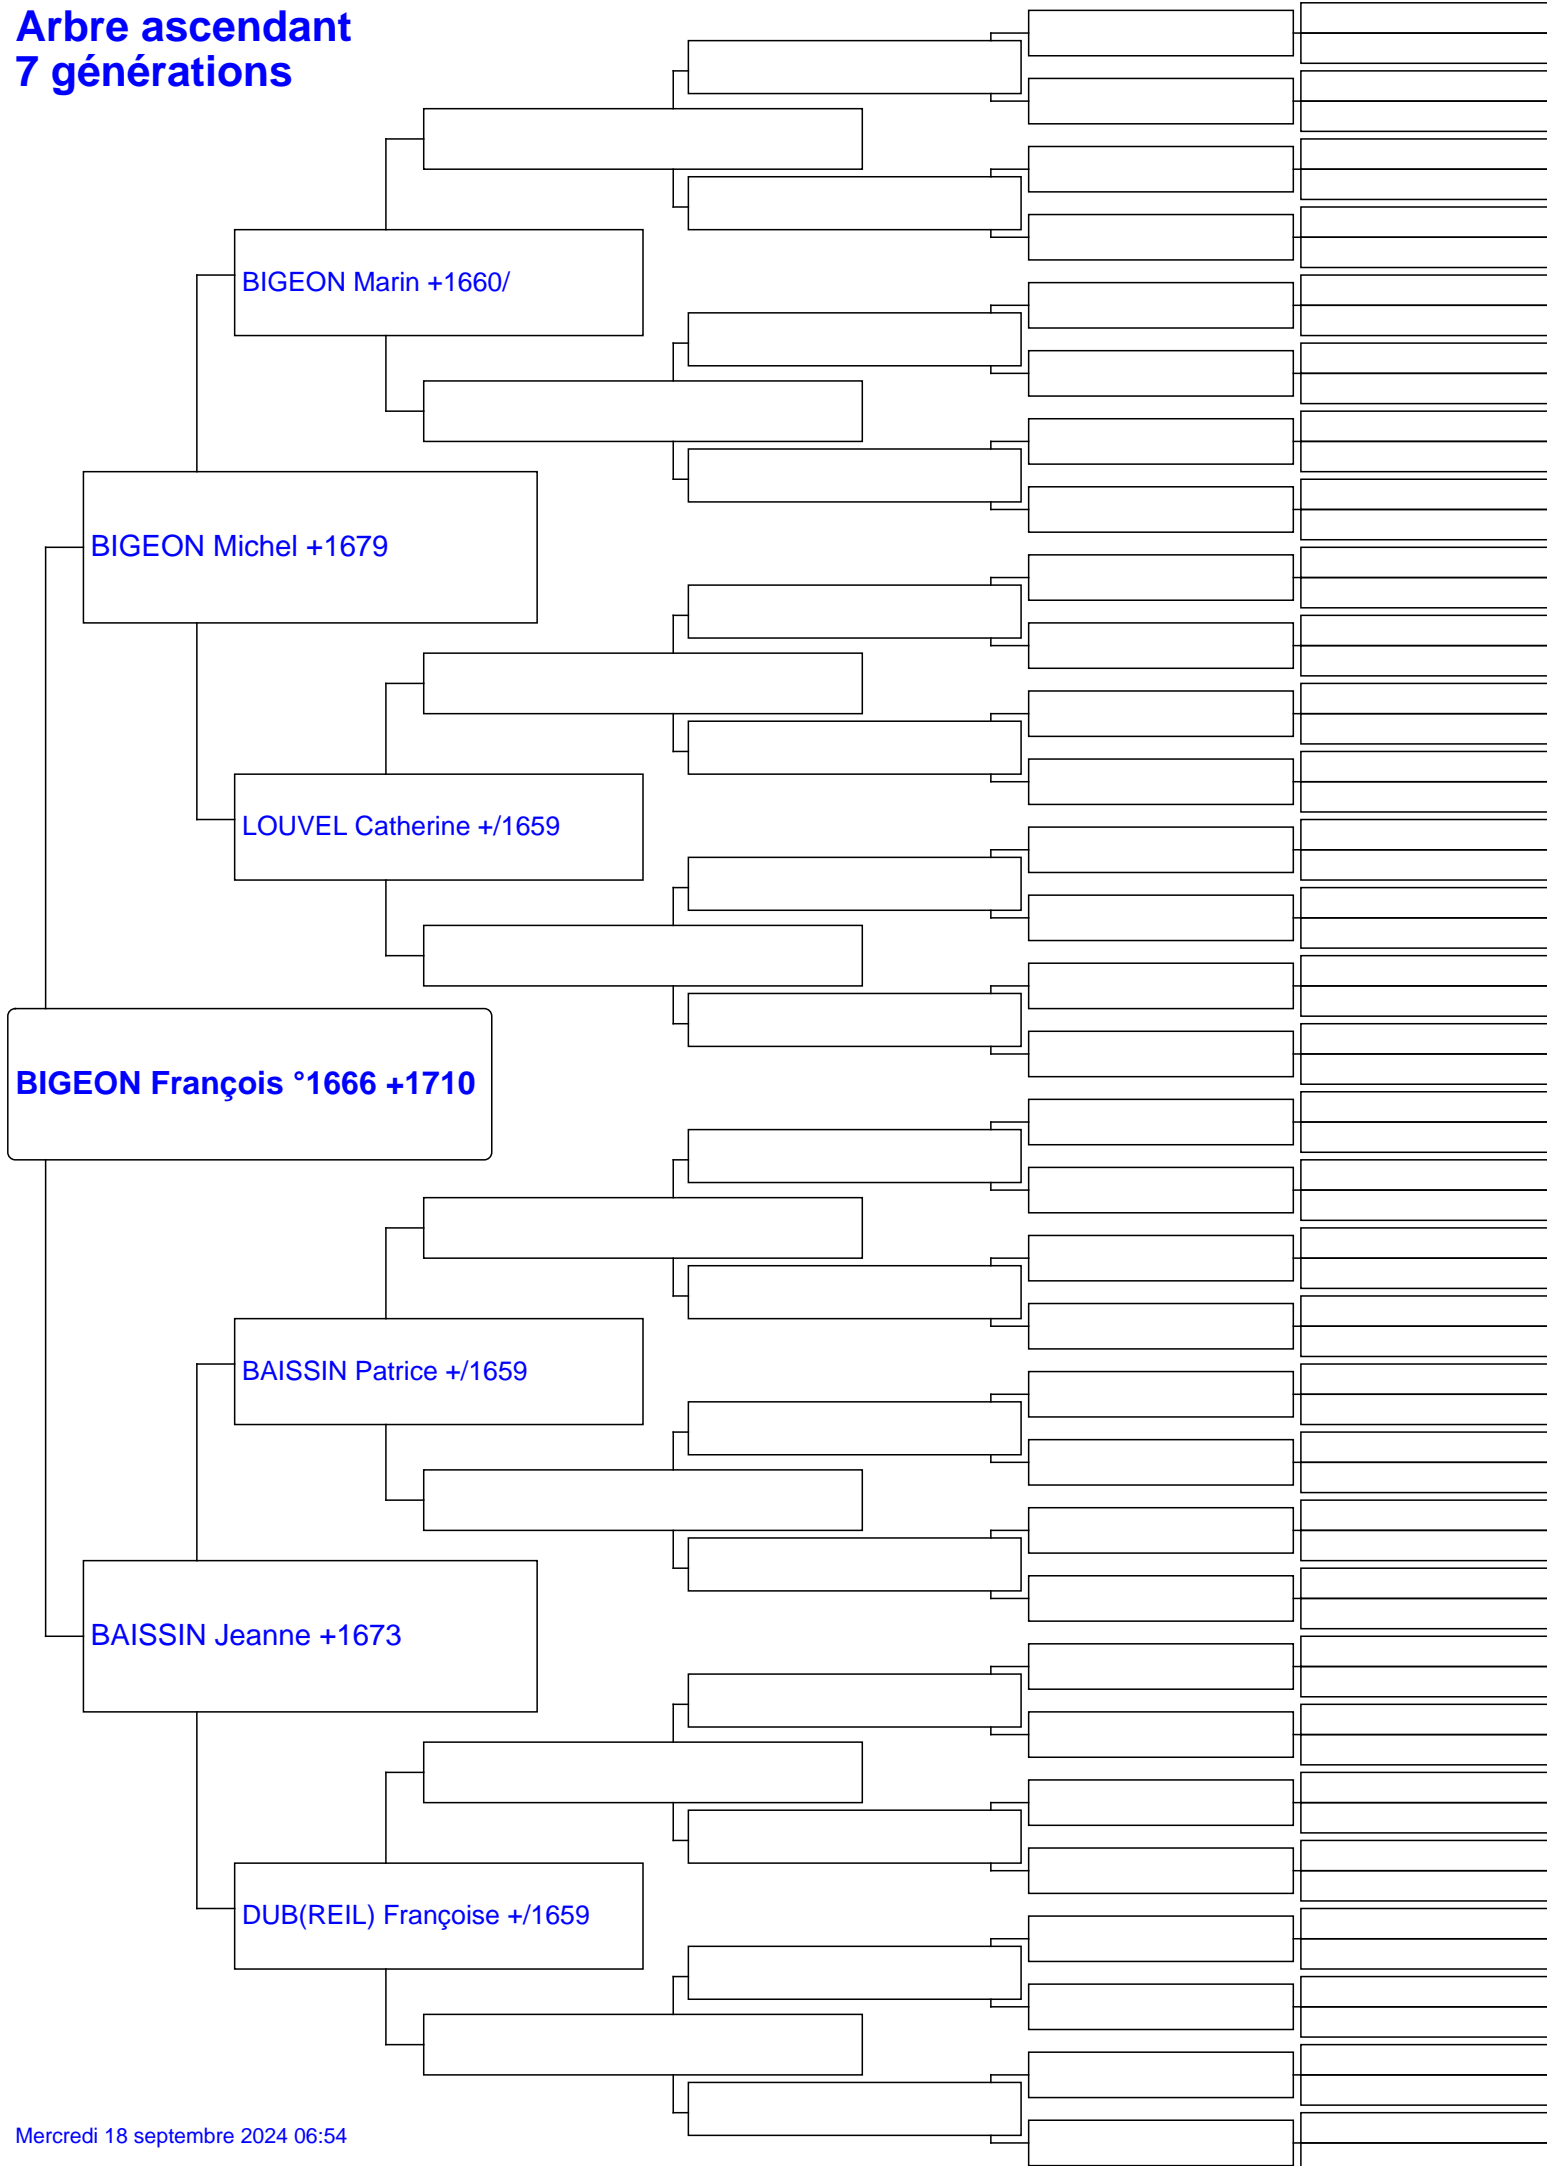 Arbre ascendant
7 générations
BIGEON Marin +1660/
BIGEON Michel +1679
LOUVEL Catherine +/1659
BIGEON François °1666 +1710
BAISSIN Patrice +/1659
BAISSIN Jeanne +1673
DUB(REIL) Françoise +/1659
Mercredi 18 septembre 2024 06:54